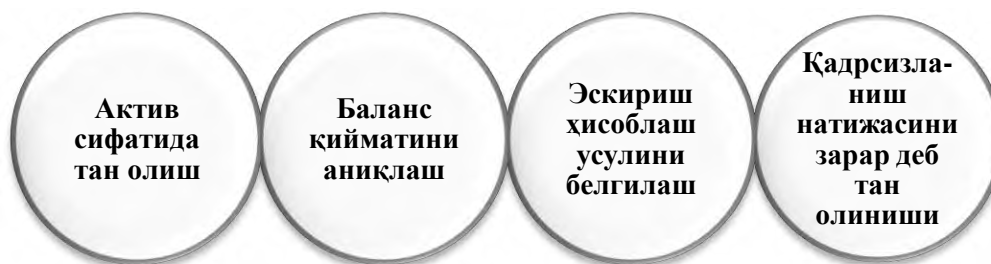 Актив
сифатида
тан олиш
Баланс
қийматини
аниқлаш
Эскириш
ҳисоблаш
усулини
белгилаш
Қадрсизла-
ниш
натижасини
зарар деб
тан
олиниши